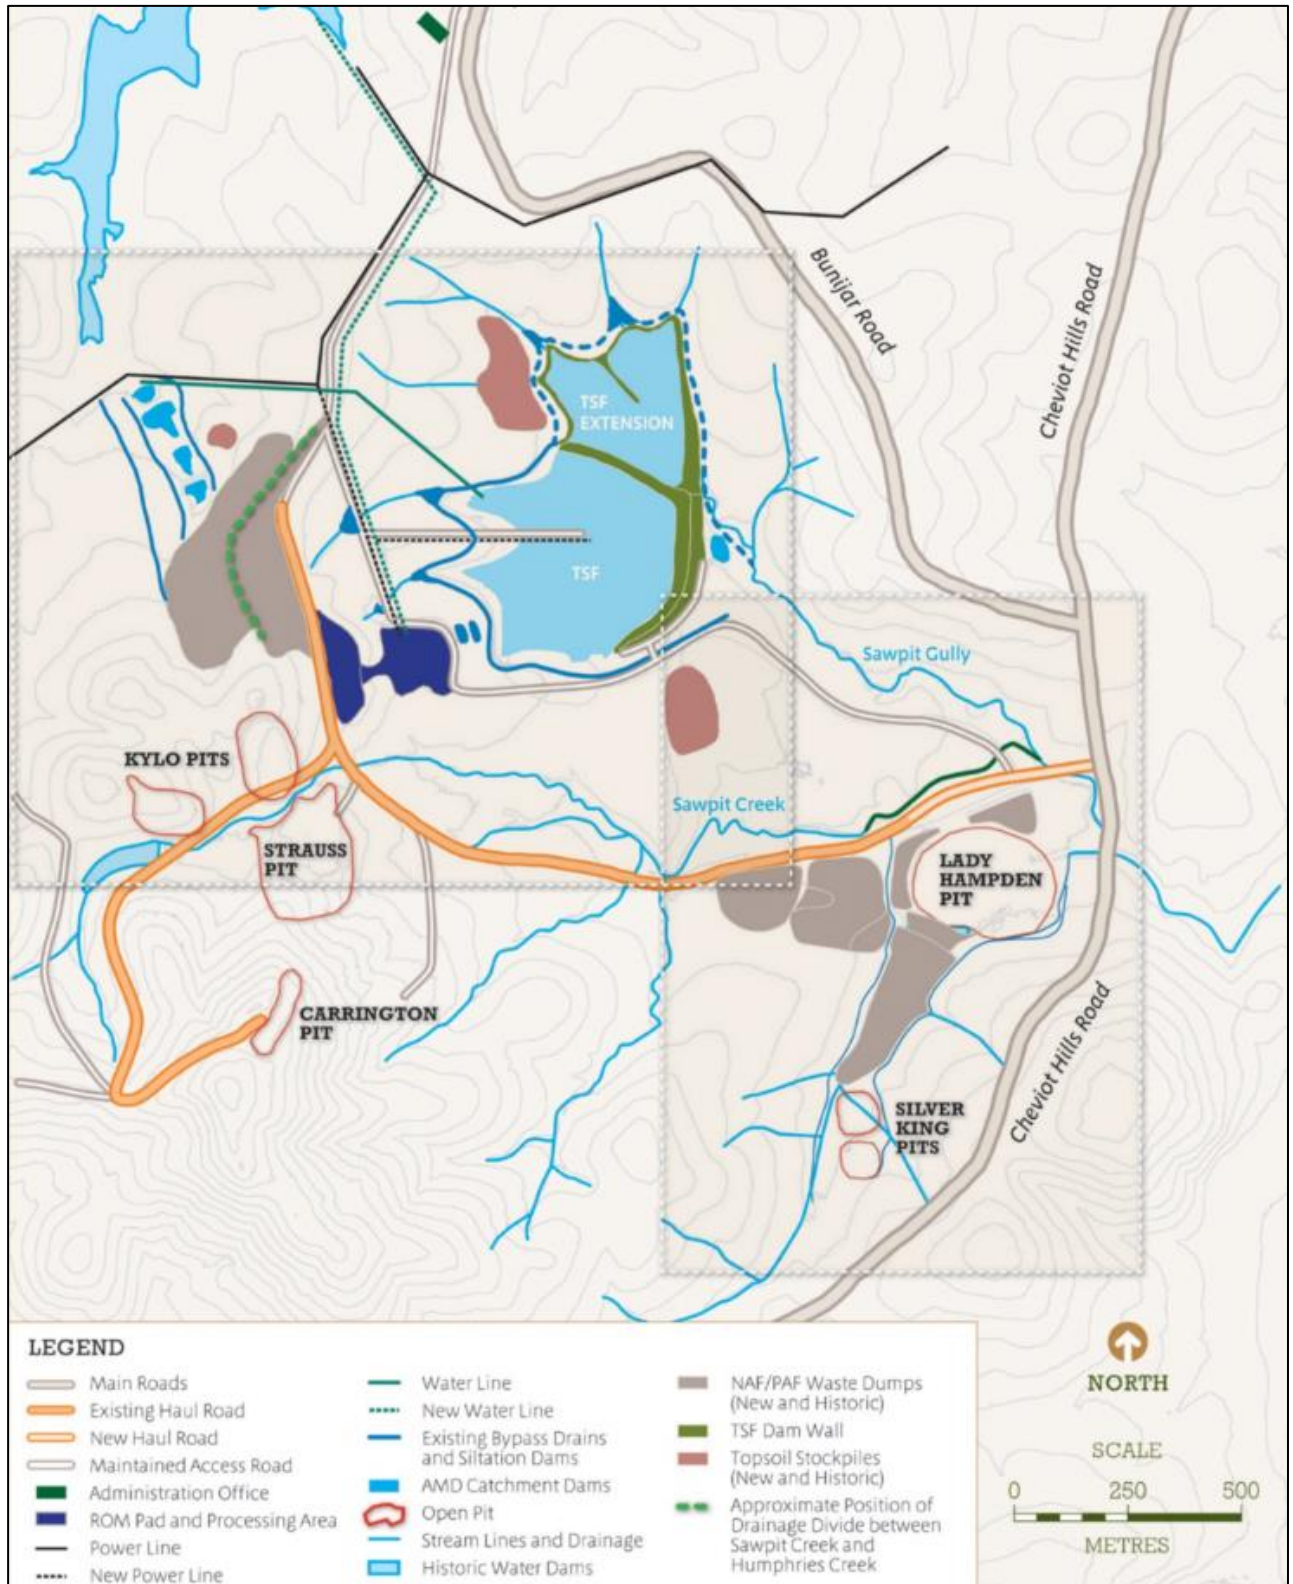 Bunijar Road
Cheviot Hills Road
TSF
EXTENSION
TSF
Sawpit Gully
KYLO PITS
Sawpit Creek
STRAUSS
PIT
LADY
HAMPDEN
PIT
CARRINGTON
PIT
Cheviot Hills Road
SILVER
KING
PITS
LEGEND
Main Roads
Existing Haul Road
New Haul Road
Maintained Access Road
Administration Office
ROM Pad and Processing Area
Power Line
New Power Line
Water Line
New Water Line
Existing Bypass Drains
and Siltation Dams
AMD Catchment Dams
Open Pit
Stream Lines and Drainage
Historic Water Dams
NAF/PAF Waste Dumps
(New and Historic)
TSF Dam Wall
Topsoil Stockpiles
(New and Historic)
Approximate Position of
Drainage Divide between
Sawpit Creek and
Humphries Creek
NORTH
SCALE
0 250 500
METRES